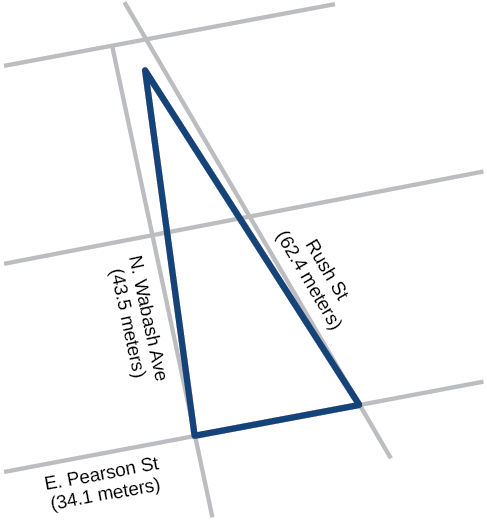 Rush St
(62.4 meters)
N. Wabash Ave
(43.5 meters)
E. Pearson St
(34.1 meters)